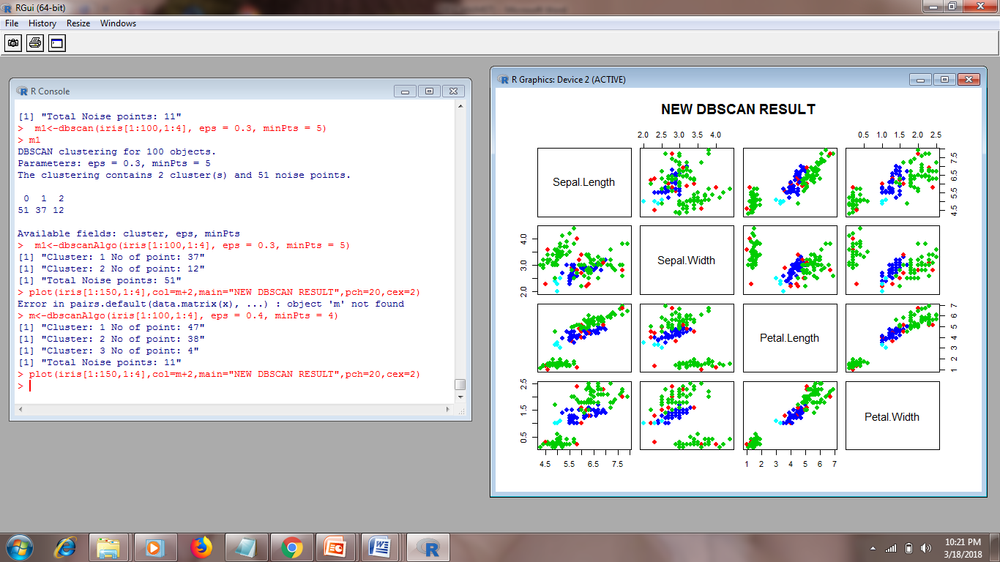 RGui (64-bit)
File History Resize Windows
R Console
[1] "Total Noise points: 11"
>  m1<-dbscan(iris[1:100,1:4], eps = 0.3, minPts = 5)
> m1
DBSCAN clustering for 100 objects.
Parameters: eps = 0.3, minPts = 5
The clustering contains 2 cluster(s) and 51 noise points.
0 1 2
51 37 12
Available fields: cluster, eps, minPts
>  m1<-dbscanAlgo(iris[1:100,1:4], eps = 0.3, minPts = 5)
[1] "Cluster: 1 No of point: 37"
[1] "Cluster: 2 No of point: 12"
[1] "Total Noise points: 51"
> plot(iris[1:150,1:4],col=m+2,main="NEW DBSCAN RESULT",pch=20,cex=2)
Error in pairs.default(data.matrix(x), ...) : object 'm' not found
> m<-dbscanAlgo(iris[1:100,1:4], eps = 0.4, minPts = 4)
[1] "Cluster: 1 No of point: 47"
[1] "Cluster: 2 No of point: 38"
[1] "Cluster: 3 No of point: 4"
[1] "Total Noise points: 11"
> plot(iris[1:150,1:4],col=m+2,main="NEW DBSCAN RESULT",pch=20,cex=2)
>
R Graphics: Device 2 (ACTIVE)
NEW DBSCAN RESULT
2.0 2.5 3.0 3.5 4.0
0.5 1.0 1.5 2.0 2.5
Sepal.Length
4.5 5.5 6.5 7.5
2.0 3.0 4.0
Sepal.Width
Petal.Length
1 2 3 4 5 6 7
0.5 1.5 2.5
Petal.Width
4.5 5.5 6.5 7.5
1 2 3 4 5 6 7
10:21 PM
3/18/2018